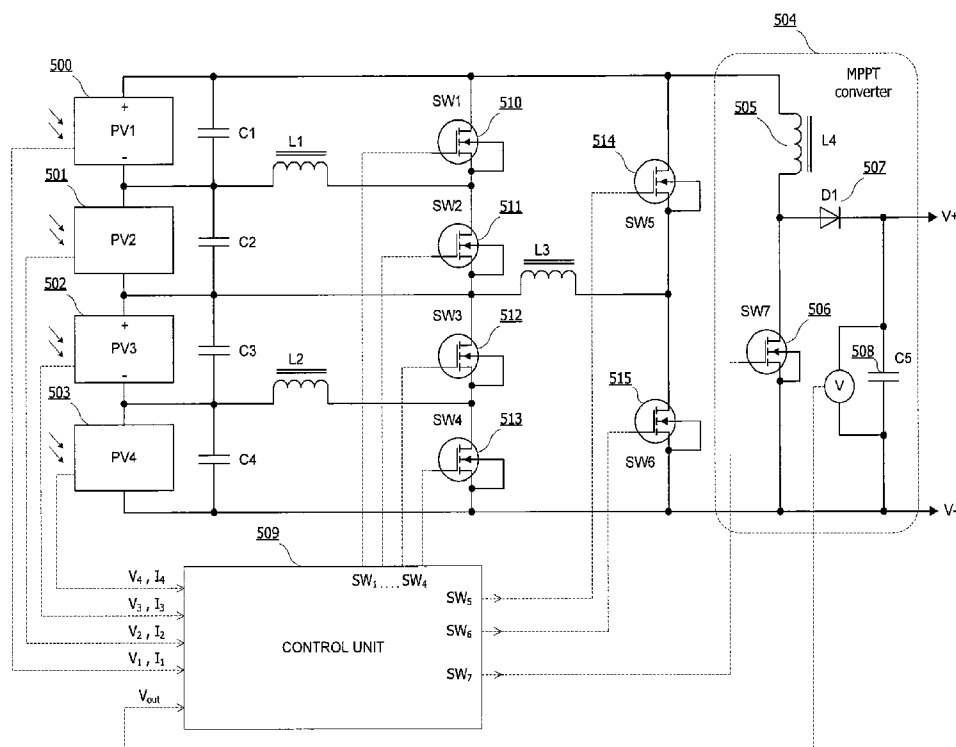 504
500
MPPT
converter
+
PV1
-
C1
SW1
510
505
L4
L1
514
507
D1
V+
501
PV2
C2
SW2
511
SW5
L3
502
+
PV3
-
C3
SW3
512
SW7
506
L2
508
C5
V
503
PV4
C4
SW4
513
515
SW6
V-
509
SW1 .... SW4
V4 , I4
V3 , I3
V2 , I2
V1 , I1
Vout
CONTROL UNIT
SW5
SW6
SW7